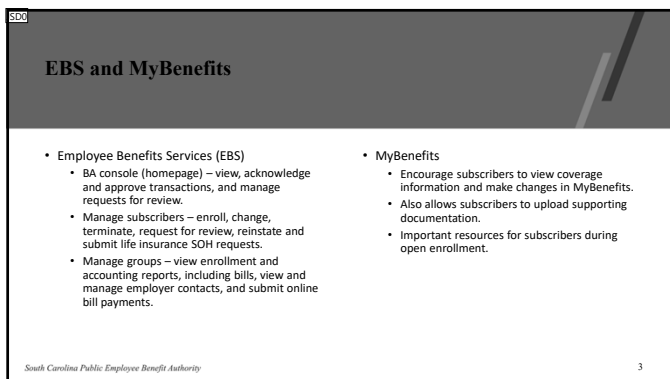 SD0
EBS and MyBenefits
• Employee Benefits Services (EBS)
• BA console (homepage) – view, acknowledge
and approve transactions, and manage
requests for review.
• Manage subscribers – enroll, change,
terminate, request for review, reinstate and
submit life insurance SOH requests.
• Manage groups – view enrollment and
accounting reports, including bills, view and
manage employer contacts, and submit online
bill payments.
• MyBenefits
• Encourage subscribers to view coverage
information and make changes in MyBenefits.
• Also allows subscribers to upload supporting
documentation.
• Important resources for subscribers during
open enrollment.
South Carolina Public Employee Benefit Authority
3